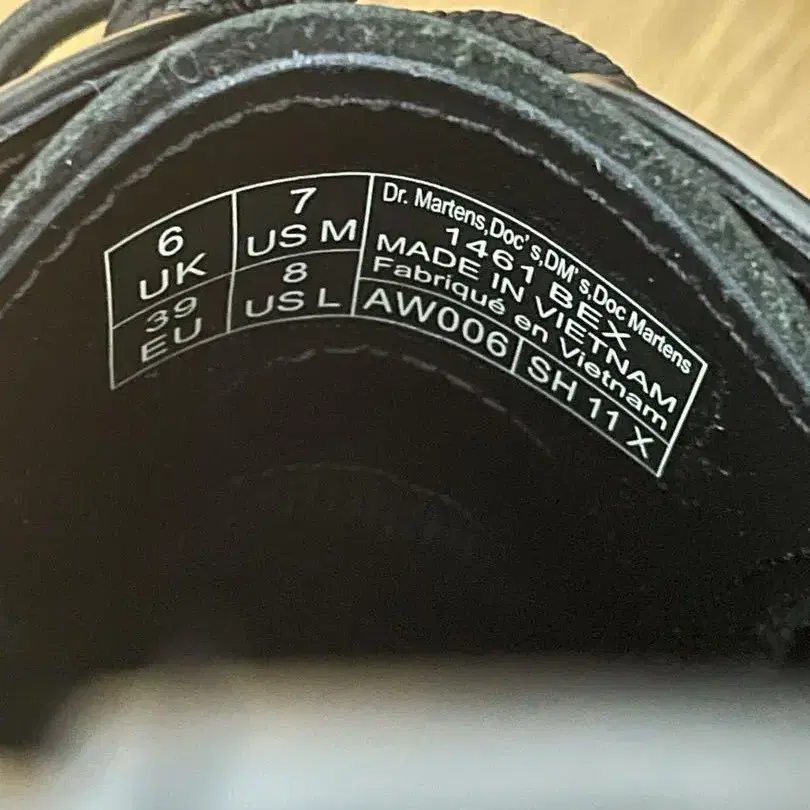 6
UK
7
US M
39
EU
8
US L
Dr. Martens,Doc's,DM's,Doc Martens
1461 BEX
MADE IN VIETNAM
Fabriqué en Vietnam
AW006
SH 11 X